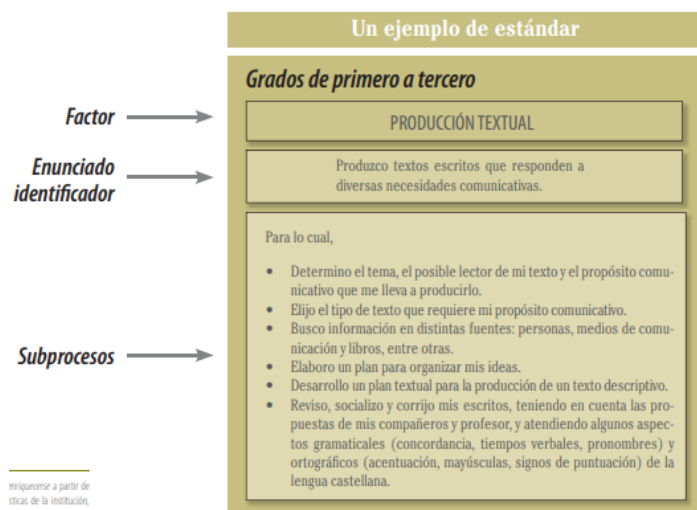 Un ejemplo de estándar
Grados de primero a tercero
Factor
PRODUCCIÓN TEXTUAL
Enunciado
identificador
Produzco textos escritos que responden a
diversas necesidades comunicativas.
Subprocesos
Para lo cual,
• Determino el tema, el posible lector de mi texto y el propósito comu-
nicativo que me lleva a producirlo.
• Elijo el tipo de texto que requiere mi propósito comunicativo.
• Busco información en distintas fuentes: personas, medios de comu-
nicación y libros, entre otras.
• Elaboro un plan para organizar mis ideas.
• Desarrollo un plan textual para la producción de un texto descriptivo.
• Reviso, socializo y corrijo mis escritos, teniendo en cuenta las pro-
puestas de mis compañeros y profesor, y atendiendo algunos aspec-
tos gramaticales (concordancia, tiempos verbales, pronombres) y
ortográficos (acentuación, mayúsculas, signos de puntuación) de la
lengua castellana.
enriquecerse a partir de
sticas de la institución,